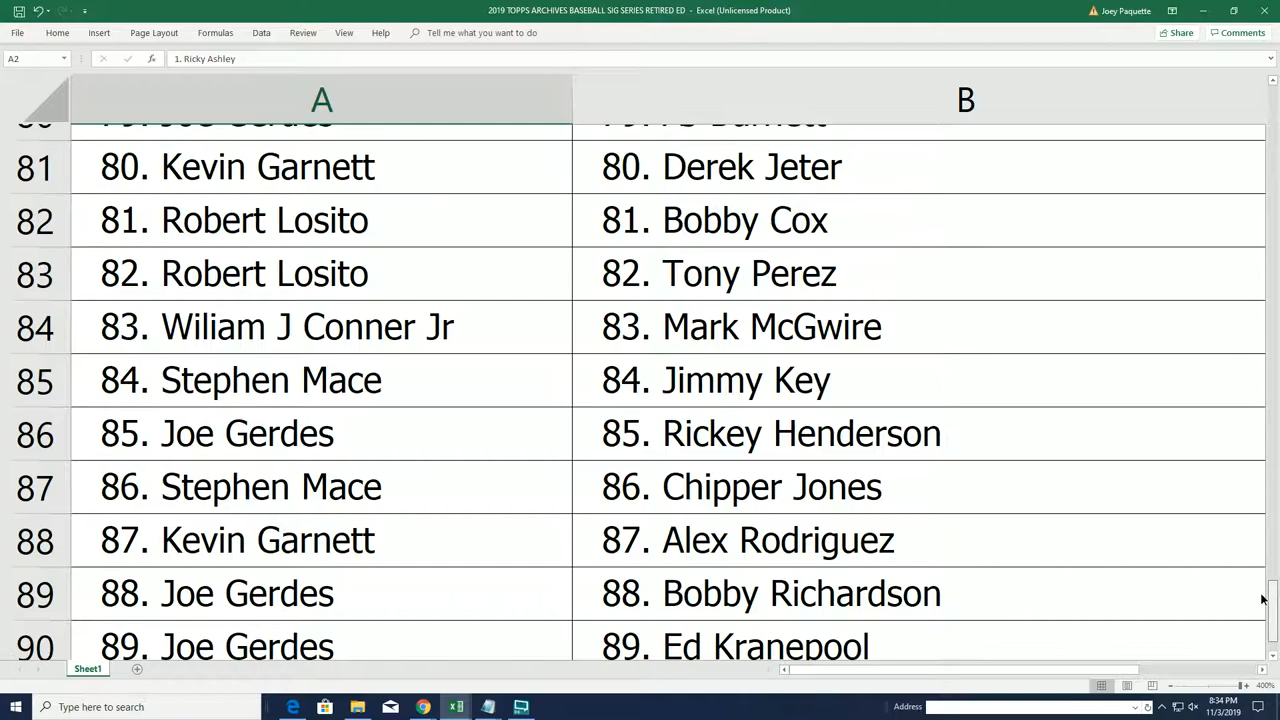 2019 TOPPS ARCHIVES BASEBALL SIG SERIES RETIRED ED - Excel (Unlicensed Product)
Joey Paquette
File Home Insert Page Layout Formulas Data Review View Help Tell me what you want to do Share Comments
A2 fx 1. Ricky Ashley
A B
81 80. Kevin Garnett 80. Derek Jeter
82 81. Robert Losito 81. Bobby Cox
83 82. Robert Losito 82. Tony Perez
84 83. Wiliam J Conner Jr 83. Mark McGwire
85 84. Stephen Mace 84. Jimmy Key
86 85. Joe Gerdes 85. Rickey Henderson
87 86. Stephen Mace 86. Chipper Jones
88 87. Kevin Garnett 87. Alex Rodriguez
89 88. Joe Gerdes 88. Bobby Richardson
90 89. Joe Gerdes 89. Ed Kranepool
Sheet1
400%
Type here to search
Address
8:34 PM
11/3/2019